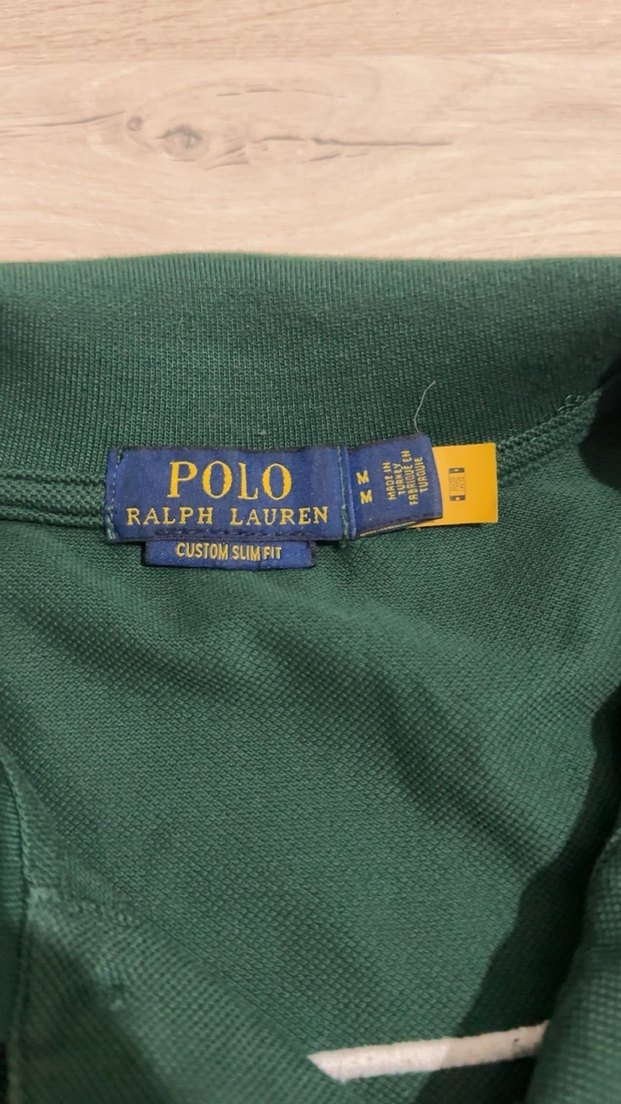 POLO
RALPH LAUREN
CUSTOM SLIM FIT
M
M
MADE IN
TURKEY
FABRIQUÉ EN
TURQUIE